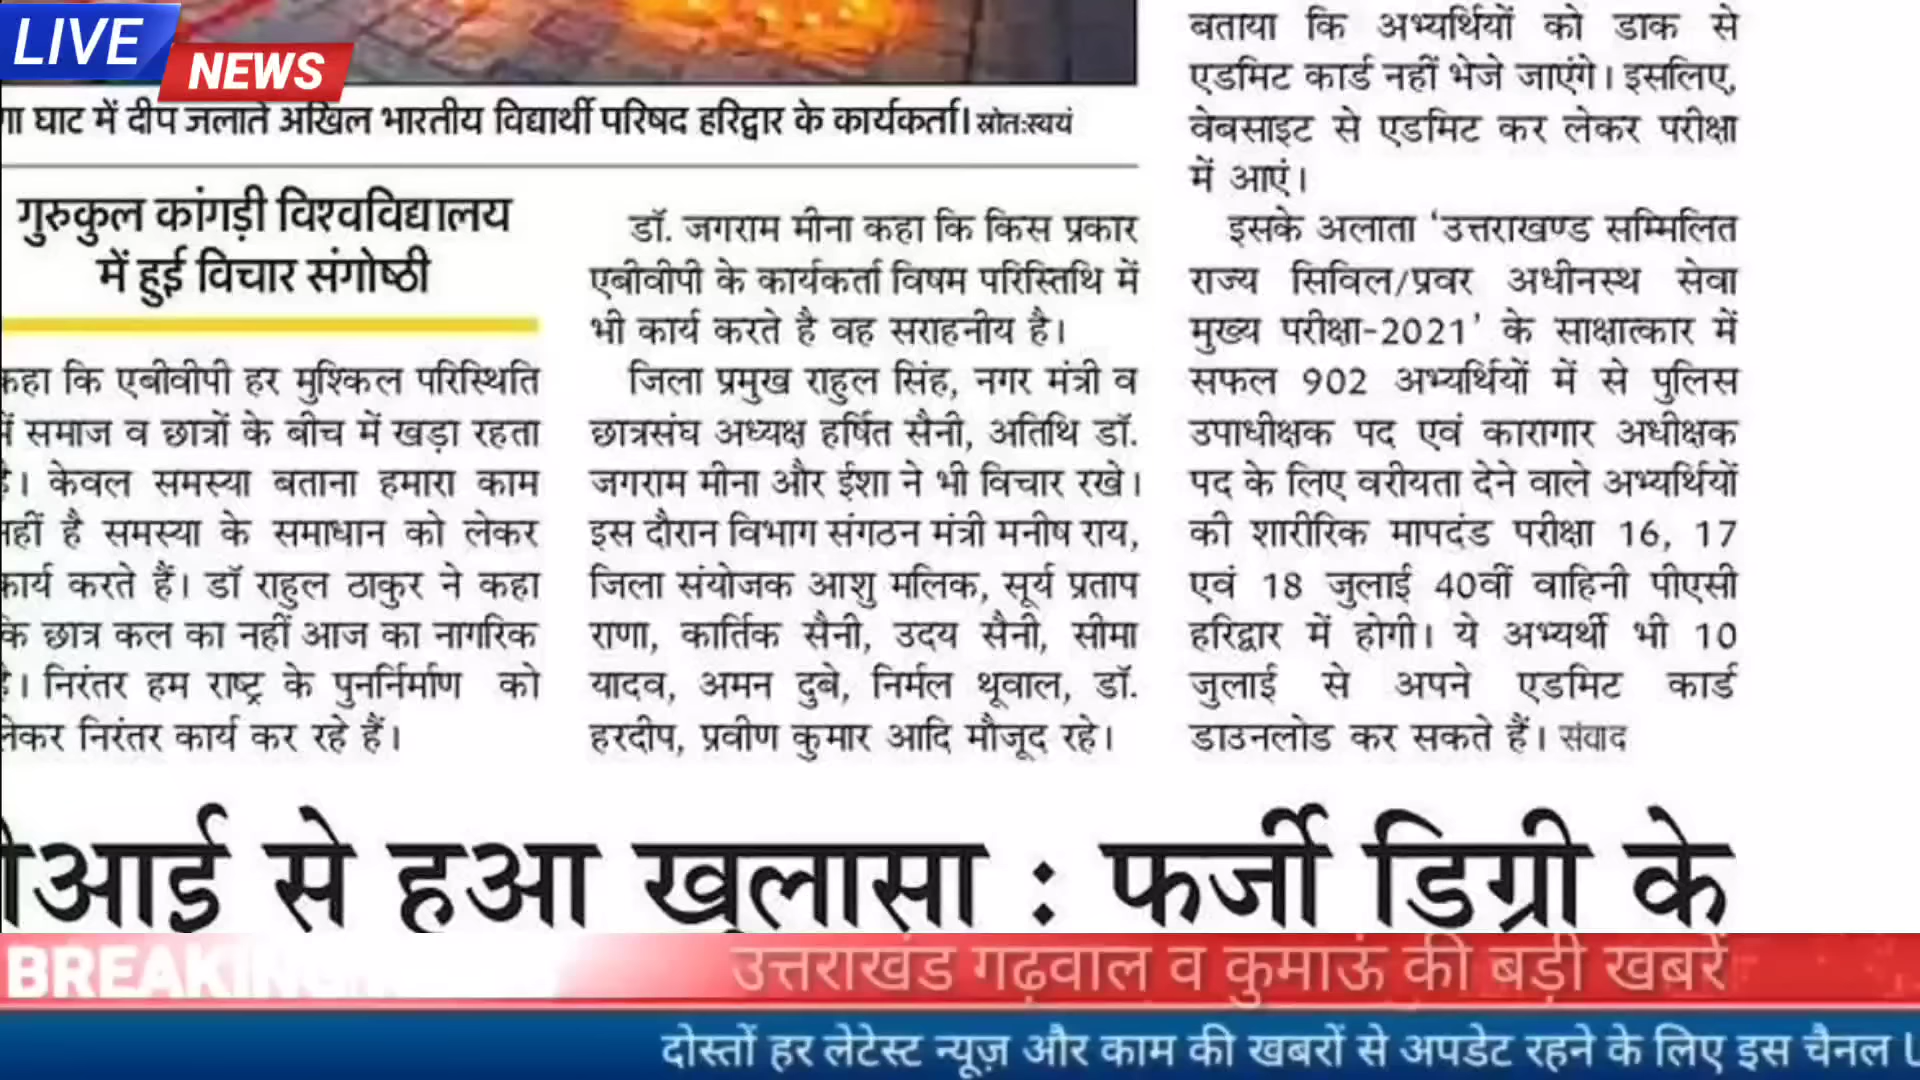 LIVE
NEWS
घाट में दीप जलाते अखिल भारतीय विद्यार्थी परिषद हरिद्वार के कार्यकर्ता। स्रोतःस्वयं
गुरुकुल कांगड़ी विश्वविद्यालय
में हुई विचार संगोष्ठी
कहा कि एबीवीपी हर मुश्किल परिस्थिति
में समाज व छात्रों के बीच में खड़ा रहता
है। केवल समस्या बताना हमारा काम
नहीं है समस्या के समाधान को लेकर
कार्य करते हैं। डॉ राहुल ठाकुर ने कहा
कि छात्र कल का नहीं आज का नागरिक
है। निरंतर हम राष्ट्र के पुनर्निर्माण को
लेकर निरंतर कार्य कर रहे हैं।
डॉ. जगराम मीना कहा कि किस प्रकार
एबीवीपी के कार्यकर्ता विषम परिस्तिथि में
भी कार्य करते है वह सराहनीय है।
जिला प्रमुख राहुल सिंह, नगर मंत्री व
छात्रसंघ अध्यक्ष हर्षित सैनी, अतिथि डॉ.
जगराम मीना और ईशा ने भी विचार रखे।
इस दौरान विभाग संगठन मंत्री मनीष राय,
जिला संयोजक आशु मलिक, सूर्य प्रताप
राणा, कार्तिक सैनी, उदय सैनी, सीमा
यादव, अमन दुबे, निर्मल थूवाल, डॉ.
हरदीप, प्रवीण कुमार आदि मौजूद रहे।
बताया कि अभ्यर्थियों को डाक से
एडमिट कार्ड नहीं भेजे जाएंगे। इसलिए,
वेबसाइट से एडमिट कर लेकर परीक्षा
में आएं।
इसके अलाता ‘उत्तराखण्ड सम्मिलित
राज्य सिविल/प्रवर अधीनस्थ सेवा
मुख्य परीक्षा-2021’ के साक्षात्कार में
सफल 902 अभ्यर्थियों में से पुलिस
उपाधीक्षक पद एवं कारागार अधीक्षक
पद के लिए वरीयता देने वाले अभ्यर्थियों
की शारीरिक मापदंड परीक्षा 16, 17
एवं 18 जुलाई 40वीं वाहिनी पीएसी
हरिद्वार में होगी। ये अभ्यर्थी भी 10
जुलाई से अपने एडमिट कार्ड
डाउनलोड कर सकते हैं। संवाद
से हुआ खुलासा : फर्जी डिग्री के
BREAKING
उत्तराखंड गढ़वाल व कुमाऊं की बड़ी खबरें
दोस्तों हर लेटेस्ट न्यूज़ और काम की खबरों से अपडेट रहने के लिए इस चैनल